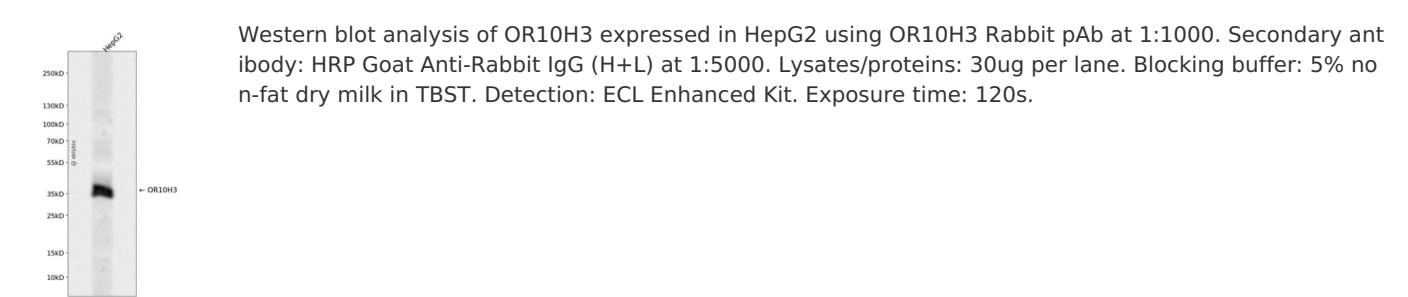 HepG2
250kD
130kD
100kD
70kD
55kD
35kD
25kD
15kD
10kD
@ abybio
← OR10H3
Western blot analysis of OR10H3 expressed in HepG2 using OR10H3 Rabbit pAb at 1:1000. Secondary ant
ibody: HRP Goat Anti-Rabbit IgG (H+L) at 1:5000. Lysates/proteins: 30ug per lane. Blocking buffer: 5% no
n-fat dry milk in TBST. Detection: ECL Enhanced Kit. Exposure time: 120s.